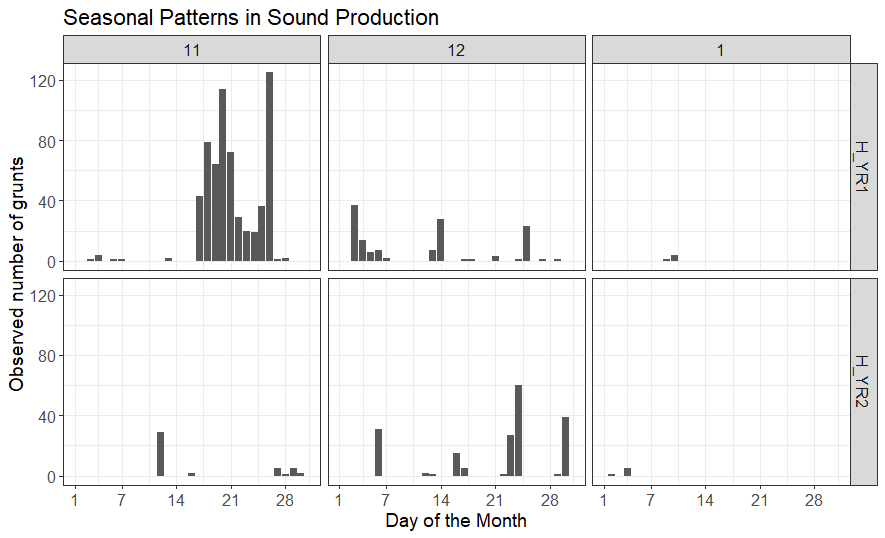 Seasonal Patterns in Sound Production
11 12 1
Observed number of grunts
120
80
40
0
H_YR1
120
80
40
0
H_YR2
1 7 14 21 28 1 7 14 21 28 1 7 14 21 28
Day of the Month